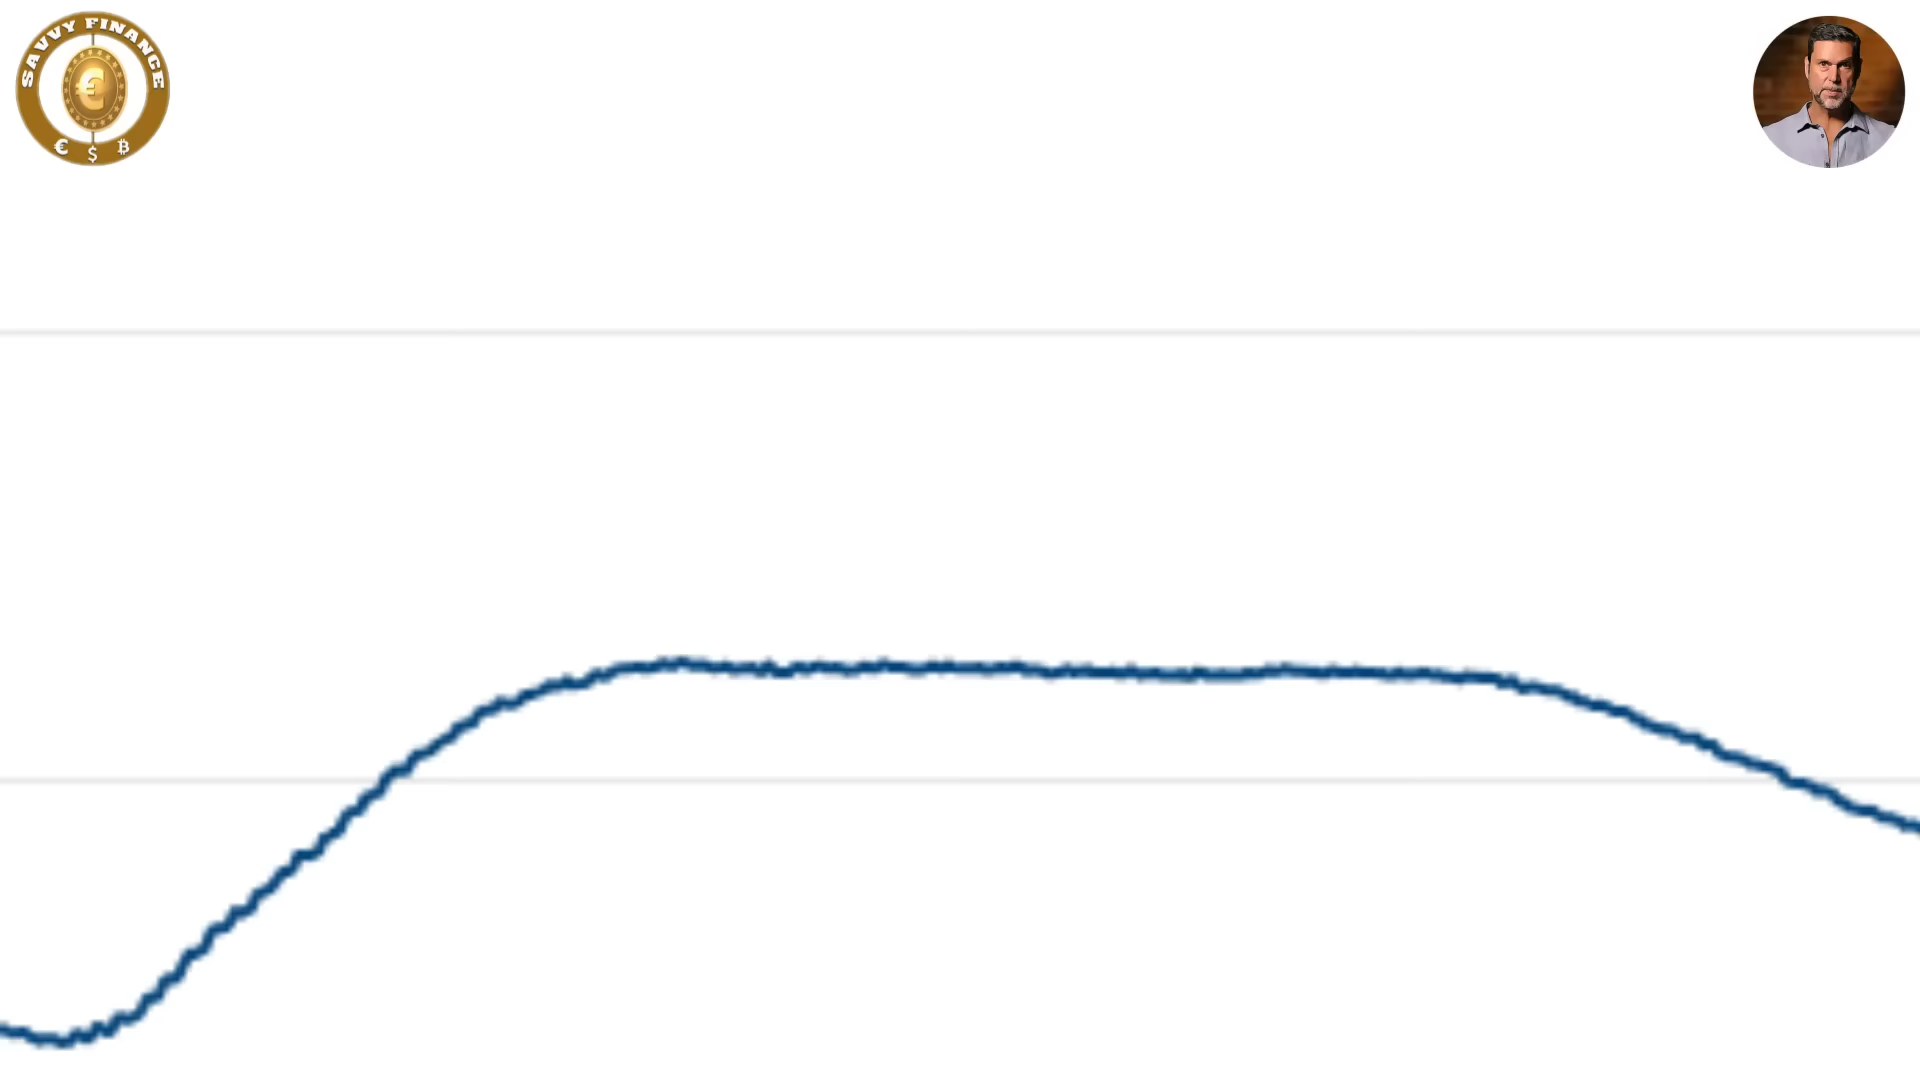 SAVVY FINANCE
€
€ $ ₿